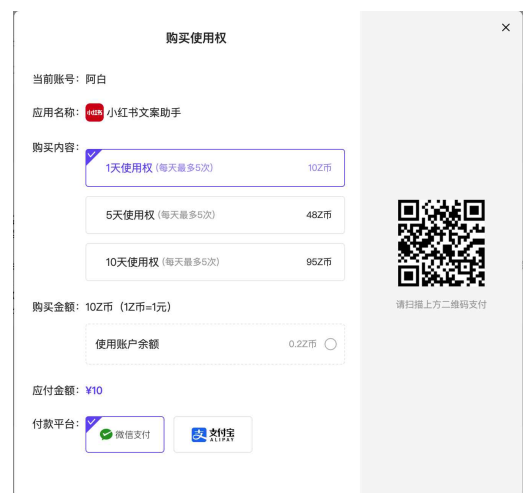 购买使用权
当前账号：阿白
应用名称：小红书 小红书文案助手
购买内容：
1天使用权 (每天最多5次) 10Z币
5天使用权 (每天最多5次) 48Z币
10天使用权 (每天最多5次) 95Z币
购买金额：10Z币（1Z币=1元）
使用账户余额 0.2Z币
应付金额：¥10
付款平台：微信支付 支 支付宝
ALIPAY
请扫描上方二维码支付